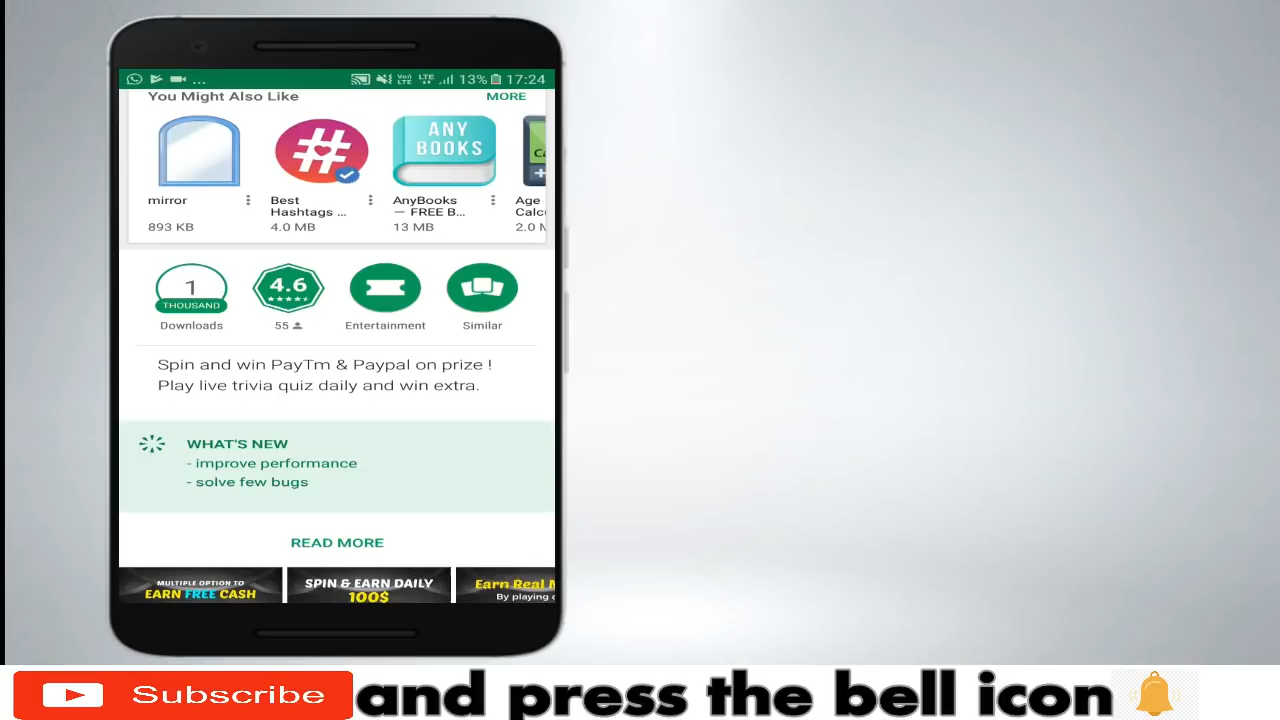 ... Voll LTE LTE 13% 17:24
You Might Also Like MORE
ANY BOOKS
mirror
893 KB
Best Hashtags ...
4.0 MB
AnyBooks — FREE B...
13 MB
Age
2.0
1 THOUSAND
Downloads
4.6
55
Entertainment
Similar
Spin and win PayTm & Paypal on prize !
Play live trivia quiz daily and win extra.
WHAT'S NEW
- improve performance
- solve few bugs
READ MORE
MULTIPLE OPTION TO
EARN FREE CASH
SPIN & EARN DAILY
100$
Earn Real
By playing
Subscribe and press the bell icon